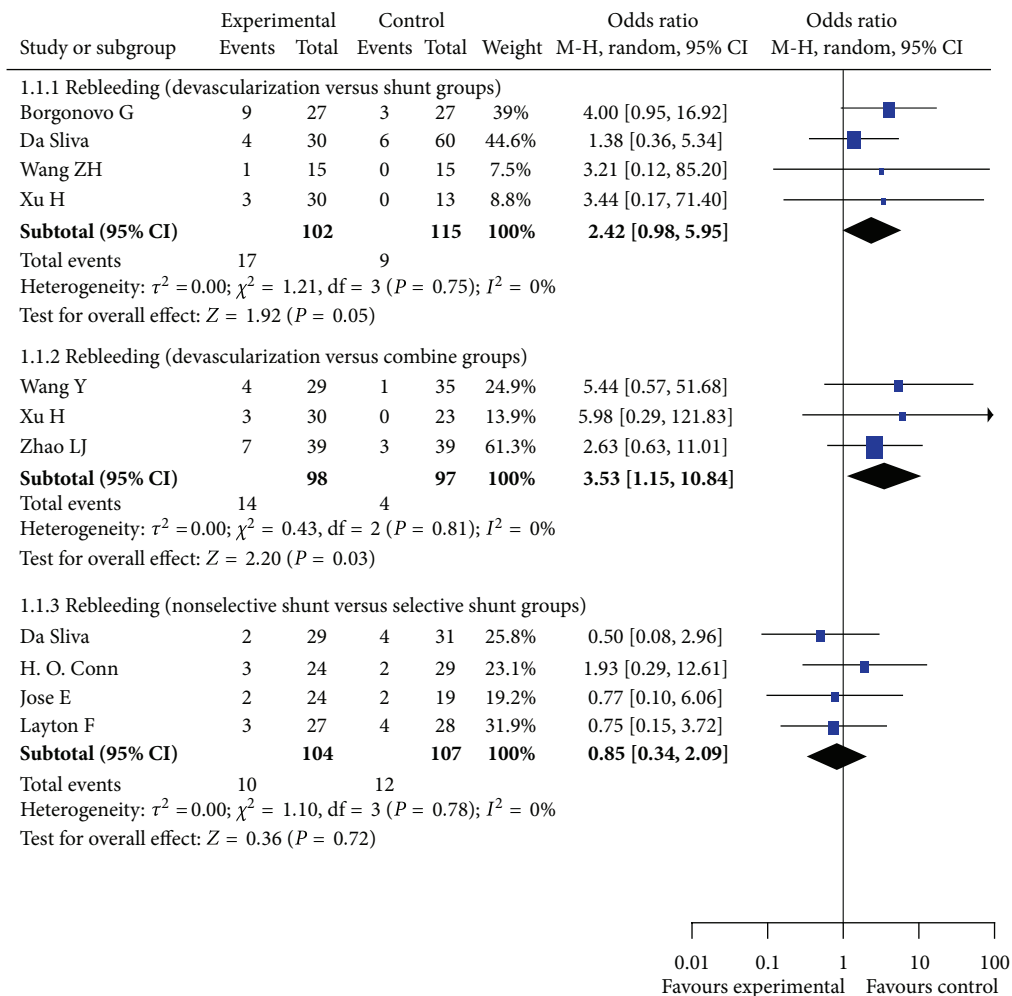 Experimental Control Odds ratio Odds ratio
Study or subgroup Events Total Events Total Weight M-H, random, 95% CI M-H, random, 95% CI
1.1.1 Rebleeding (devascularization versus shunt groups)
Borgonovo G 9 27 3 27 39% 4.00 [0.95, 16.92]
Da Sliva 4 30 6 60 44.6% 1.38 [0.36, 5.34]
Wang ZH 1 15 0 15 7.5% 3.21 [0.12, 85.20]
Xu H 3 30 0 13 8.8% 3.44 [0.17, 71.40]
Subtotal (95% CI) 102 115 100% 2.42 [0.98, 5.95]
Total events 17 9
Heterogeneity: τ² = 0.00; χ² = 1.21, df = 3 (P = 0.75); I² = 0%
Test for overall effect: Z = 1.92 (P = 0.05)
1.1.2 Rebleeding (devascularization versus combine groups)
Wang Y 4 29 1 35 24.9% 5.44 [0.57, 51.68]
Xu H 3 30 0 23 13.9% 5.98 [0.29, 121.83]
Zhao LJ 7 39 3 39 61.3% 2.63 [0.63, 11.01]
Subtotal (95% CI) 98 97 100% 3.53 [1.15, 10.84]
Total events 14 4
Heterogeneity: τ² = 0.00; χ² = 0.43, df = 2 (P = 0.81); I² = 0%
Test for overall effect: Z = 2.20 (P = 0.03)
1.1.3 Rebleeding (nonselective shunt versus selective shunt groups)
Da Sliva 2 29 4 31 25.8% 0.50 [0.08, 2.96]
H. O. Conn 3 24 2 29 23.1% 1.93 [0.29, 12.61]
Jose E 2 24 2 19 19.2% 0.77 [0.10, 6.06]
Layton F 3 27 4 28 31.9% 0.75 [0.15, 3.72]
Subtotal (95% CI) 104 107 100% 0.85 [0.34, 2.09]
Total events 10 12
Heterogeneity: τ² = 0.00; χ² = 1.10, df = 3 (P = 0.78); I² = 0%
Test for overall effect: Z = 0.36 (P = 0.72)
0.01 0.1 1 10 100
Favours experimental Favours control